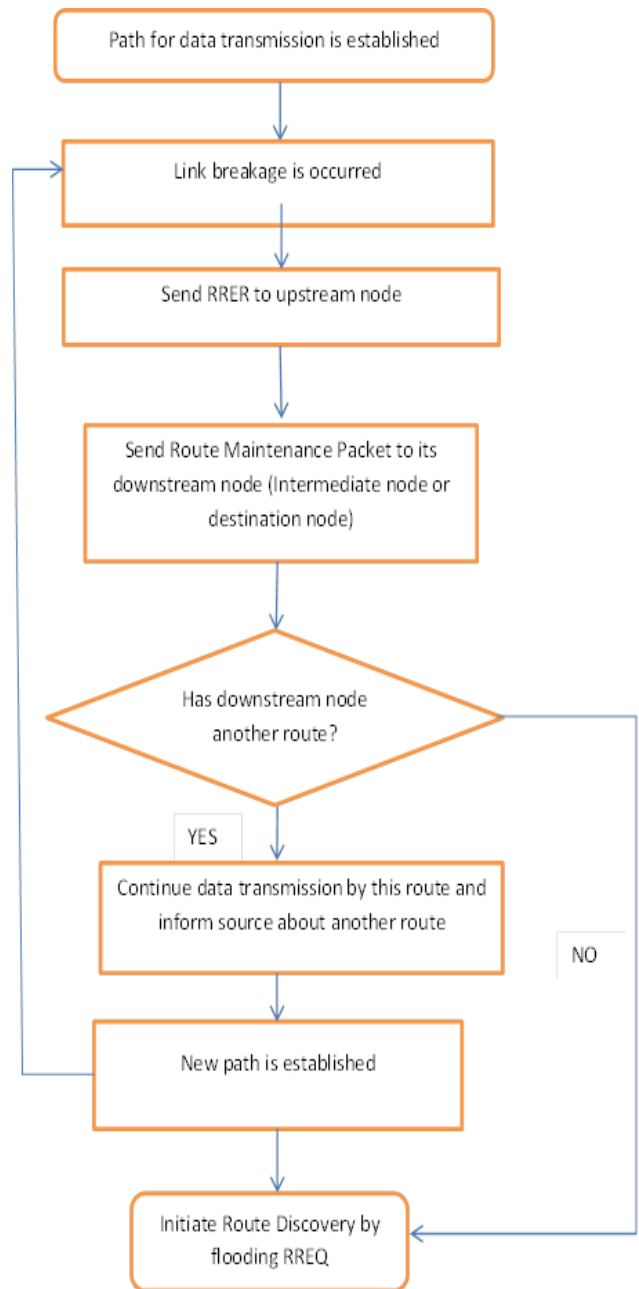 Path for data transmission is established
Link breakage is occurred
Send RRER to upstream node
Send Route Maintenance Packet to its
downstream node (Intermediate node or
destination node)
Has downstream node
another route?
YES
Continue data transmission by this route and
inform source about another route
NO
New path is established
Initiate Route Discovery by
flooding RREQ